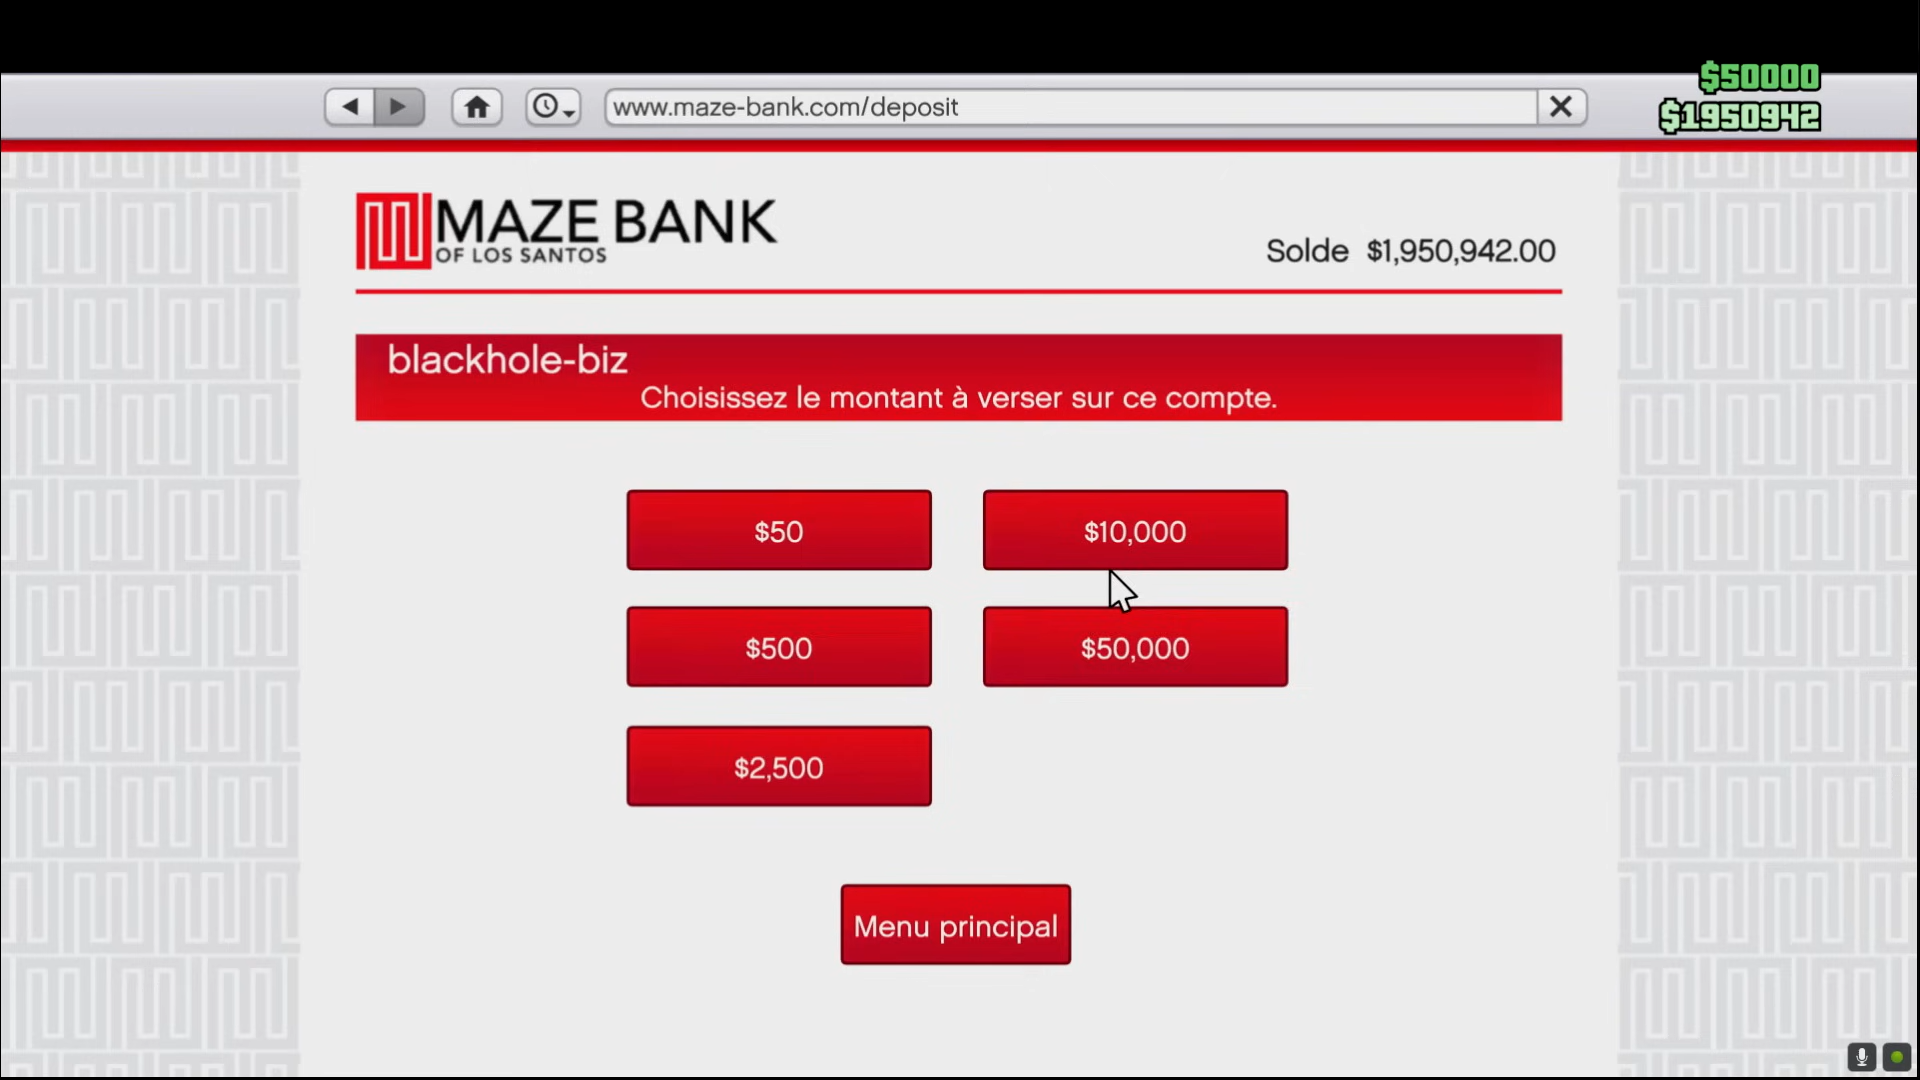 $50000
www.maze-bank.com/deposit
$1950942
MAZE BANK
OF LOS SANTOS
Solde $1,950,942.00
blackhole-biz
Choisissez le montant à verser sur ce compte.
$50
$10,000
$500
$50,000
$2,500
Menu principal